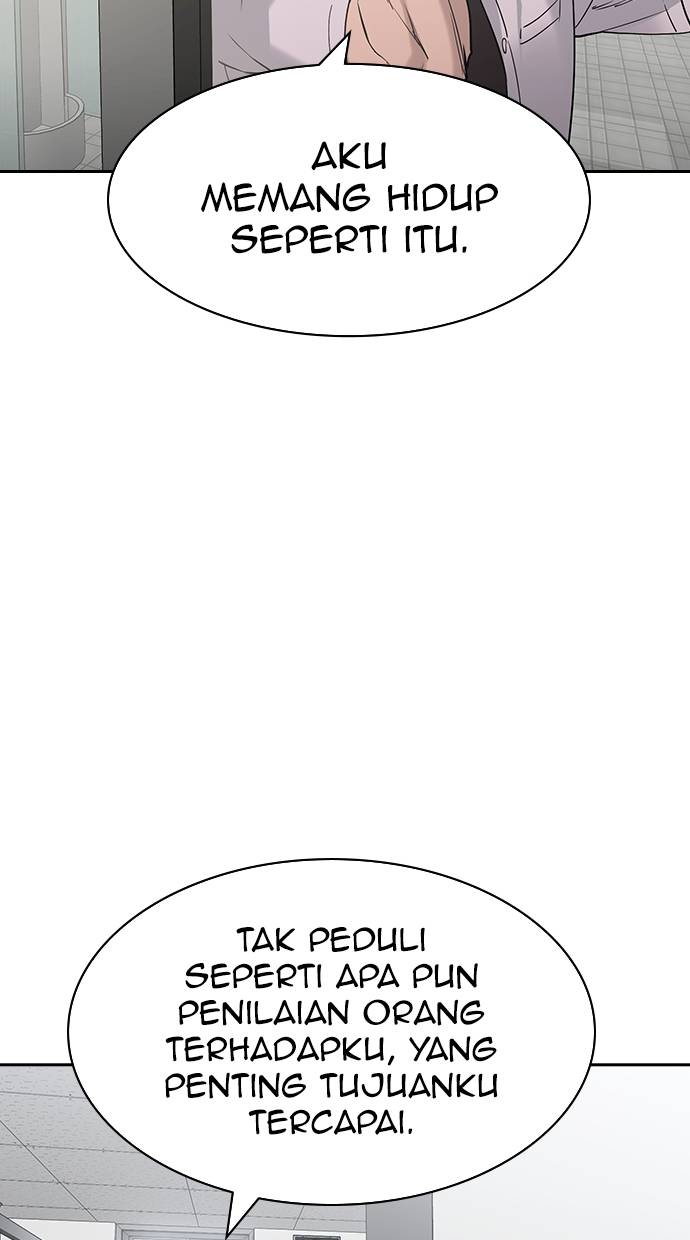 AKU
MEMANG HIDUP
SEPERTI ITU.
TAK PEDULI
SEPERTI APA PUN
PENILAIAN ORANG
TERHADAPKU, YANG
PENTING TUJUANKU
TERCAPAI.